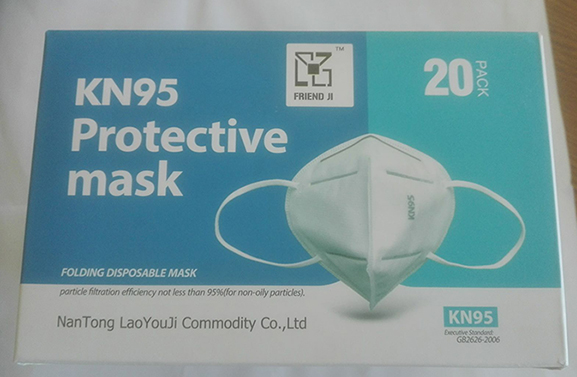 TM
FRIEND JI
20 PACK
KN95
Protective
mask
KN95
FOLDING DISPOSABLE MASK
particle filtration efficiency not less than 95%(for non-oily particles).
NanTong LaoYouJi Commodity Co.,Ltd
KN95
Executive Standard:
GB2626-2006